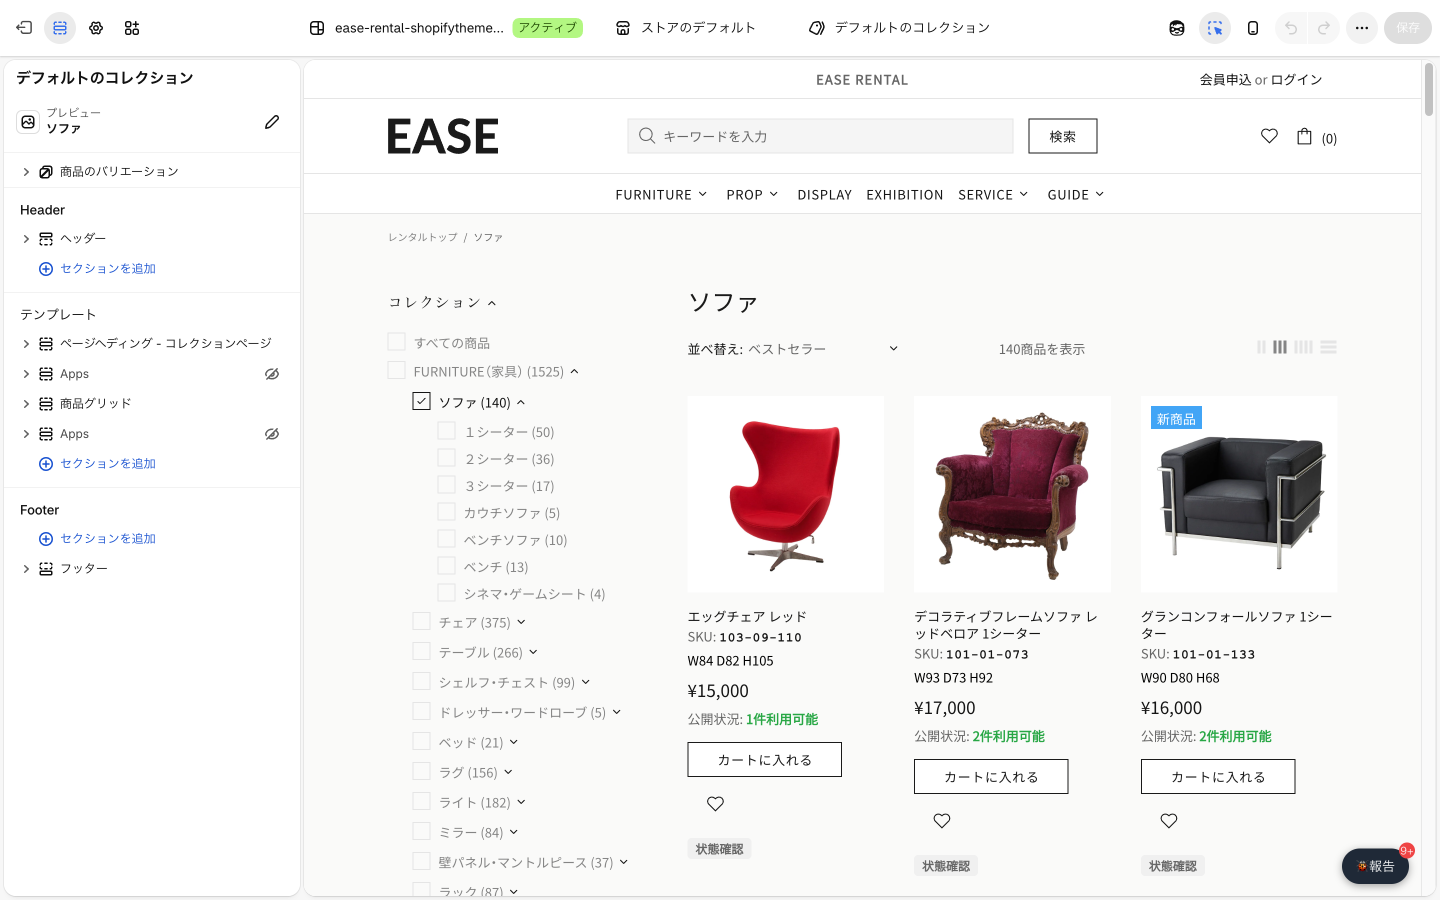 ease-rental-shopifytheme...
アクティブ
ストアのデフォルト
デフォルトのコレクション
保存
デフォルトのコレクション
プレビュー
ソファ
商品のバリエーション
Header
ヘッダー
セクションを追加
テンプレート
ページヘディング - コレクションページ
Apps
商品グリッド
Apps
セクションを追加
Footer
セクションを追加
フッター
EASE RENTAL
会員申込 or ログイン
EASE
キーワードを入力
検索
(0)
FURNITURE
PROP
DISPLAY
EXHIBITION
SERVICE
GUIDE
レンタルトップ / ソファ
コレクション
すべての商品
FURNITURE（家具） (1525)
ソファ (140)
１シーター (50)
２シーター (36)
３シーター (17)
カウチソファ (5)
ベンチソファ (10)
ベンチ (13)
シネマ・ゲームシート (4)
チェア (375)
テーブル (266)
シェルフ・チェスト (99)
ドレッサー・ワードローブ (5)
ベッド (21)
ラグ (156)
ライト (182)
ミラー (84)
壁パネル・マントルピース (37)
ラック (87)
ソファ
並べ替え: ベストセラー
140商品を表示
エッグチェア レッド
SKU: 103-09-110
W84 D82 H105
¥15,000
公開状況: 1件利用可能
カートに入れる
状態確認
デコラティブフレームソファ レ
ッドベロア 1シーター
SKU: 101-01-073
W93 D73 H92
¥17,000
公開状況: 2件利用可能
カートに入れる
状態確認
新商品
グランコンフォールソファ 1シー
ター
SKU: 101-01-133
W90 D80 H68
¥16,000
公開状況: 2件利用可能
カートに入れる
状態確認
9+
報告